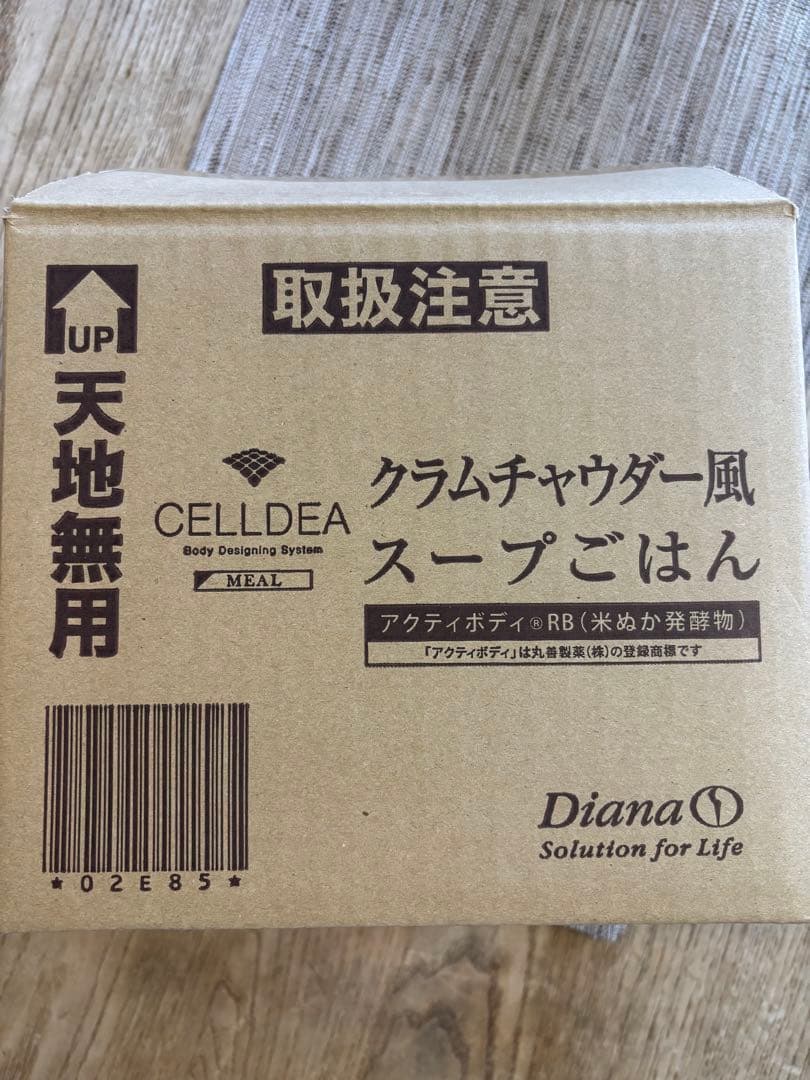 取扱注意
UP
天地無用
CELLDEA
Body Designing System
MEAL
クラムチャウダー風
スープごはん
アクティボディ®RB(米ぬか発酵物)
「アクティボディ」は丸善製薬(株)の登録商標です
★02E85★
Diana
Solution for Life